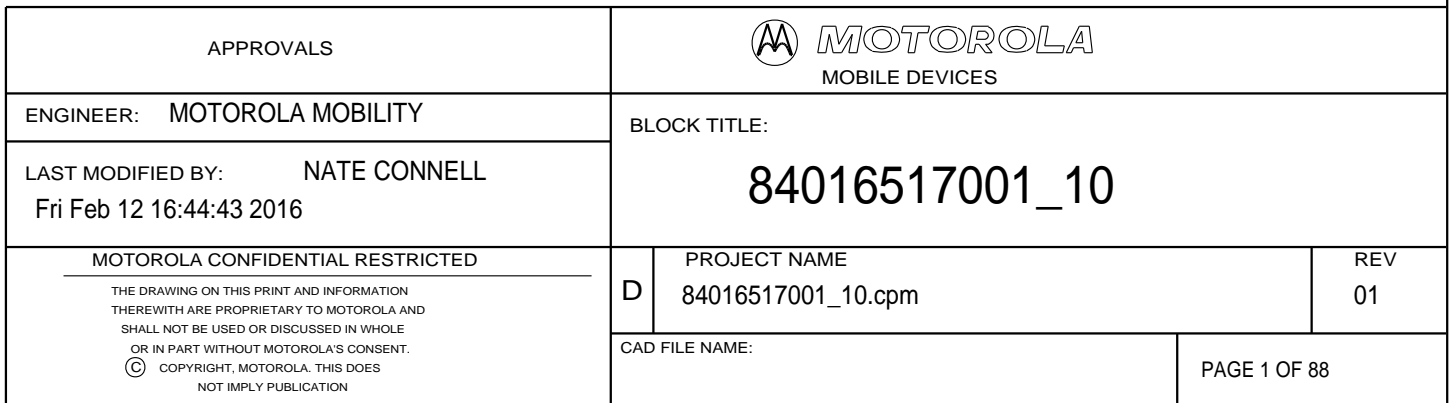 APPROVALS
MOTOROLA
MOBILE DEVICES
ENGINEER: MOTOROLA MOBILITY
BLOCK TITLE:
84016517001_10
LAST MODIFIED BY: NATE CONNELL
Fri Feb 12 16:44:43 2016
MOTOROLA CONFIDENTIAL RESTRICTED
THE DRAWING ON THIS PRINT AND INFORMATION
THEREWITH ARE PROPRIETARY TO MOTOROLA AND
SHALL NOT BE USED OR DISCUSSED IN WHOLE
OR IN PART WITHOUT MOTOROLA'S CONSENT.
© COPYRIGHT, MOTOROLA. THIS DOES
NOT IMPLY PUBLICATION
D
PROJECT NAME
84016517001_10.cpm
REV
01
CAD FILE NAME:
PAGE 1 OF 88